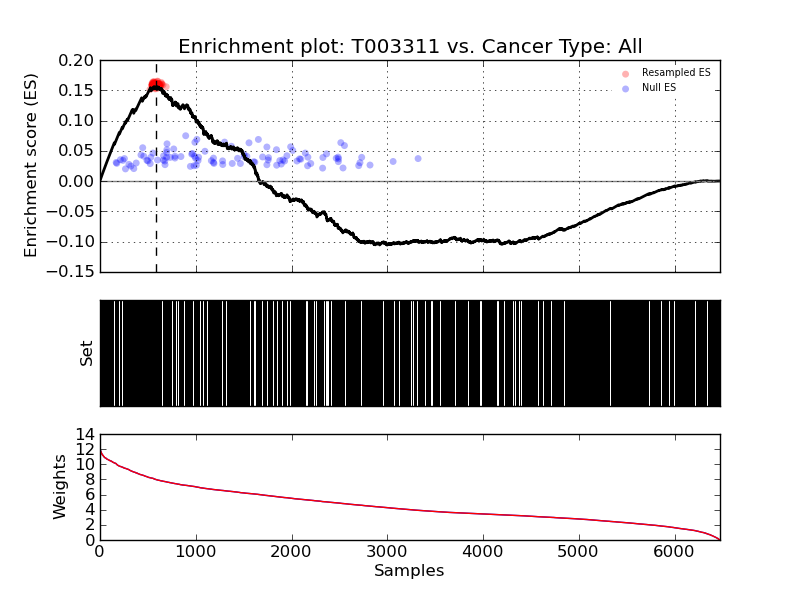 Enrichment plot: T003311 vs. Cancer Type: All
Enrichment score (ES)
0.20
0.15
0.10
0.05
0.00
−0.05
−0.10
−0.15
Resampled ES
Null ES
Set
Weights
14
12
10
8
6
4
2
0
0 1000 2000 3000 4000 5000 6000
Samples